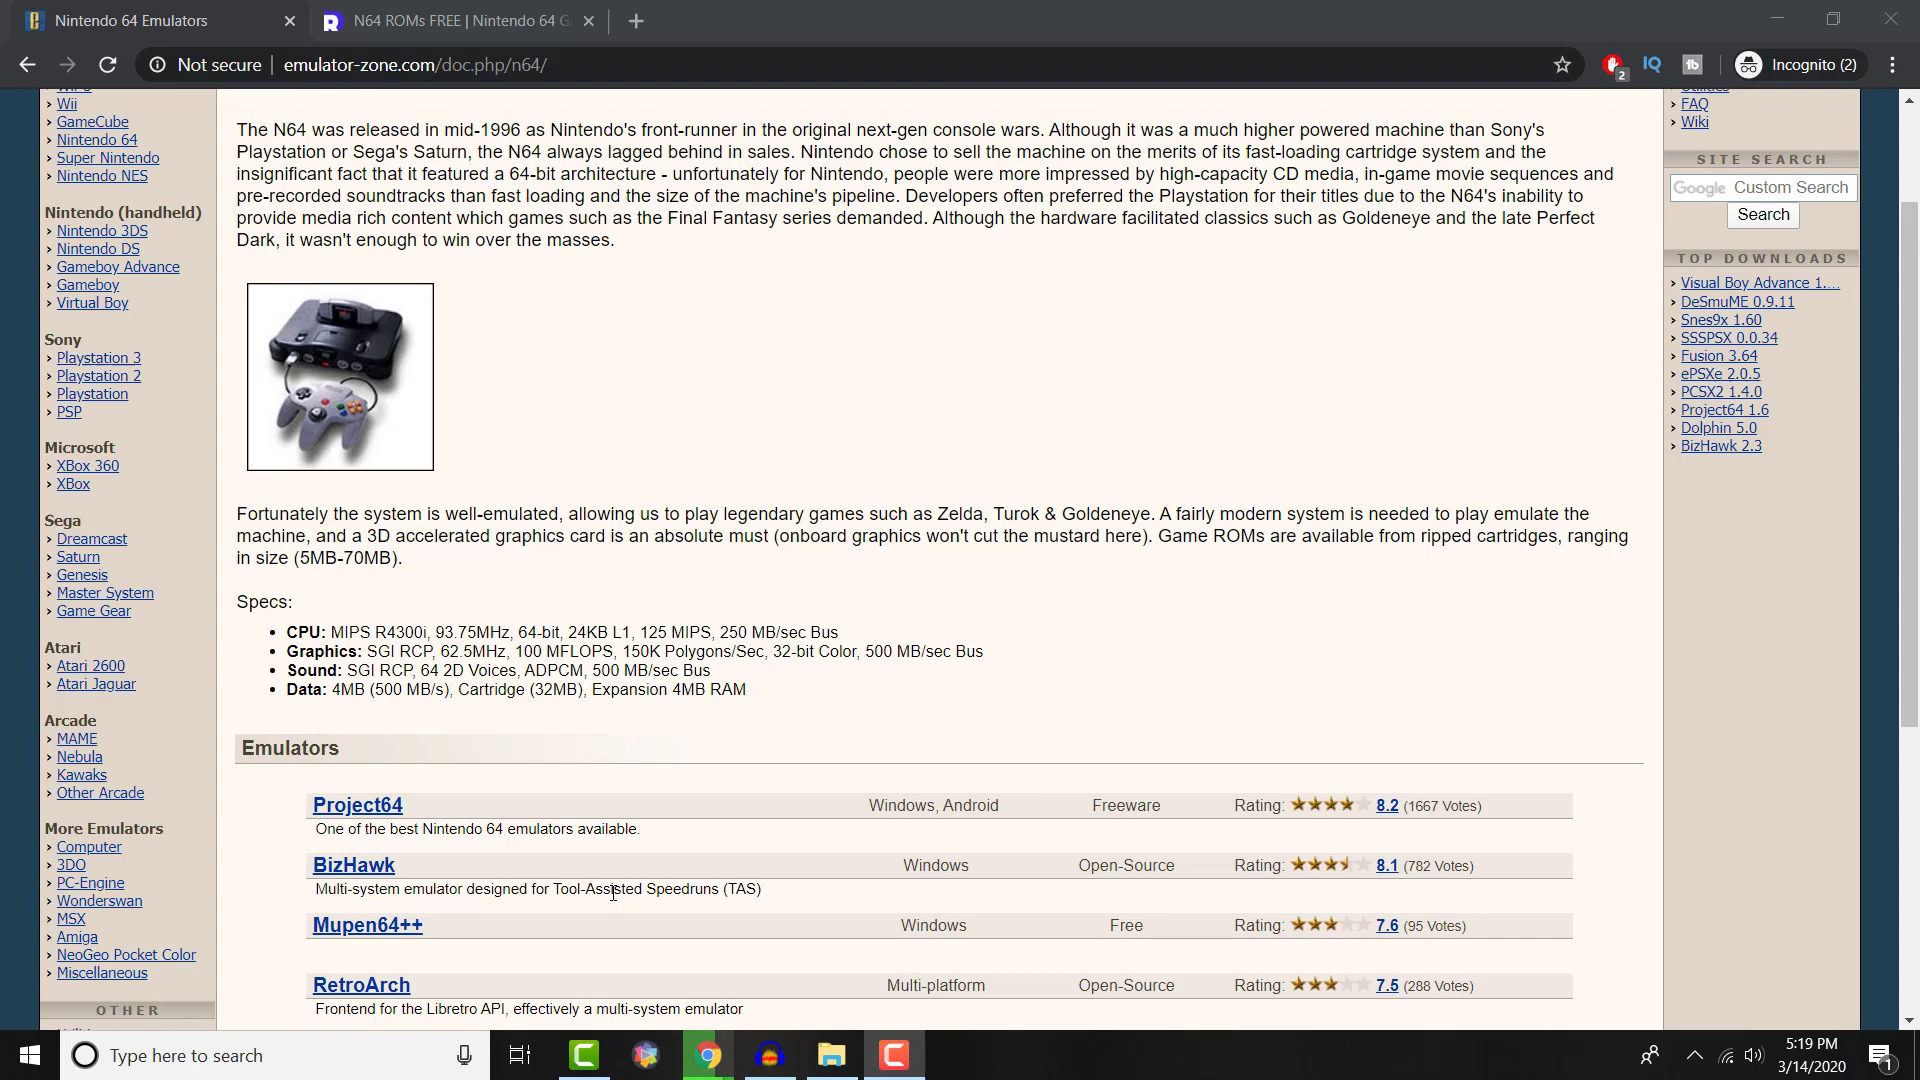 Nintendo 64 Emulators
N64 ROMs FREE | Nintendo 64 G
Not secure | emulator-zone.com/doc.php/n64/
2
IQ
tb
Incognito (2)
Wii
GameCube
Nintendo 64
Super Nintendo
Nintendo NES
Nintendo (handheld)
Nintendo 3DS
Nintendo DS
Gameboy Advance
Gameboy
Virtual Boy
Sony
Playstation 3
Playstation 2
Playstation
PSP
Microsoft
XBox 360
XBox
Sega
Dreamcast
Saturn
Genesis
Master System
Game Gear
Atari
Atari 2600
Atari Jaguar
Arcade
MAME
Nebula
Kawaks
Other Arcade
More Emulators
Computer
3DO
PC-Engine
Wonderswan
MSX
Amiga
NeoGeo Pocket Color
Miscellaneous
OTHER
The N64 was released in mid-1996 as Nintendo's front-runner in the original next-gen console wars. Although it was a much higher powered machine than Sony's
Playstation or Sega's Saturn, the N64 always lagged behind in sales. Nintendo chose to sell the machine on the merits of its fast-loading cartridge system and the
insignificant fact that it featured a 64-bit architecture - unfortunately for Nintendo, people were more impressed by high-capacity CD media, in-game movie sequences and
pre-recorded soundtracks than fast loading and the size of the machine's pipeline. Developers often preferred the Playstation for their titles due to the N64's inability to
provide media rich content which games such as the Final Fantasy series demanded. Although the hardware facilitated classics such as Goldeneye and the late Perfect
Dark, it wasn't enough to win over the masses.
Fortunately the system is well-emulated, allowing us to play legendary games such as Zelda, Turok & Goldeneye. A fairly modern system is needed to play emulate the
machine, and a 3D accelerated graphics card is an absolute must (onboard graphics won't cut the mustard here). Game ROMs are available from ripped cartridges, ranging
in size (5MB-70MB).
Specs:
CPU: MIPS R4300i, 93.75MHz, 64-bit, 24KB L1, 125 MIPS, 250 MB/sec Bus
Graphics: SGI RCP, 62.5MHz, 100 MFLOPS, 150K Polygons/Sec, 32-bit Color, 500 MB/sec Bus
Sound: SGI RCP, 64 2D Voices, ADPCM, 500 MB/sec Bus
Data: 4MB (500 MB/s), Cartridge (32MB), Expansion 4MB RAM
Emulators
Project64 Windows, Android Freeware Rating: 8.2 (1667 Votes)
One of the best Nintendo 64 emulators available.
BizHawk Windows Open-Source Rating: 8.1 (782 Votes)
Multi-system emulator designed for Tool-Assisted Speedruns (TAS)
Mupen64++ Windows Free Rating: 7.6 (95 Votes)
RetroArch Multi-platform Open-Source Rating: 7.5 (288 Votes)
Frontend for the Libretro API, effectively a multi-system emulator
Utilities
FAQ
Wiki
SITE SEARCH
Google Custom Search
Search
TOP DOWNLOADS
Visual Boy Advance 1....
DeSmuME 0.9.11
Snes9x 1.60
SSSPSX 0.0.34
Fusion 3.64
ePSXe 2.0.5
PCSX2 1.4.0
Project64 1.6
Dolphin 5.0
BizHawk 2.3
Type here to search
5:19 PM
3/14/2020
1